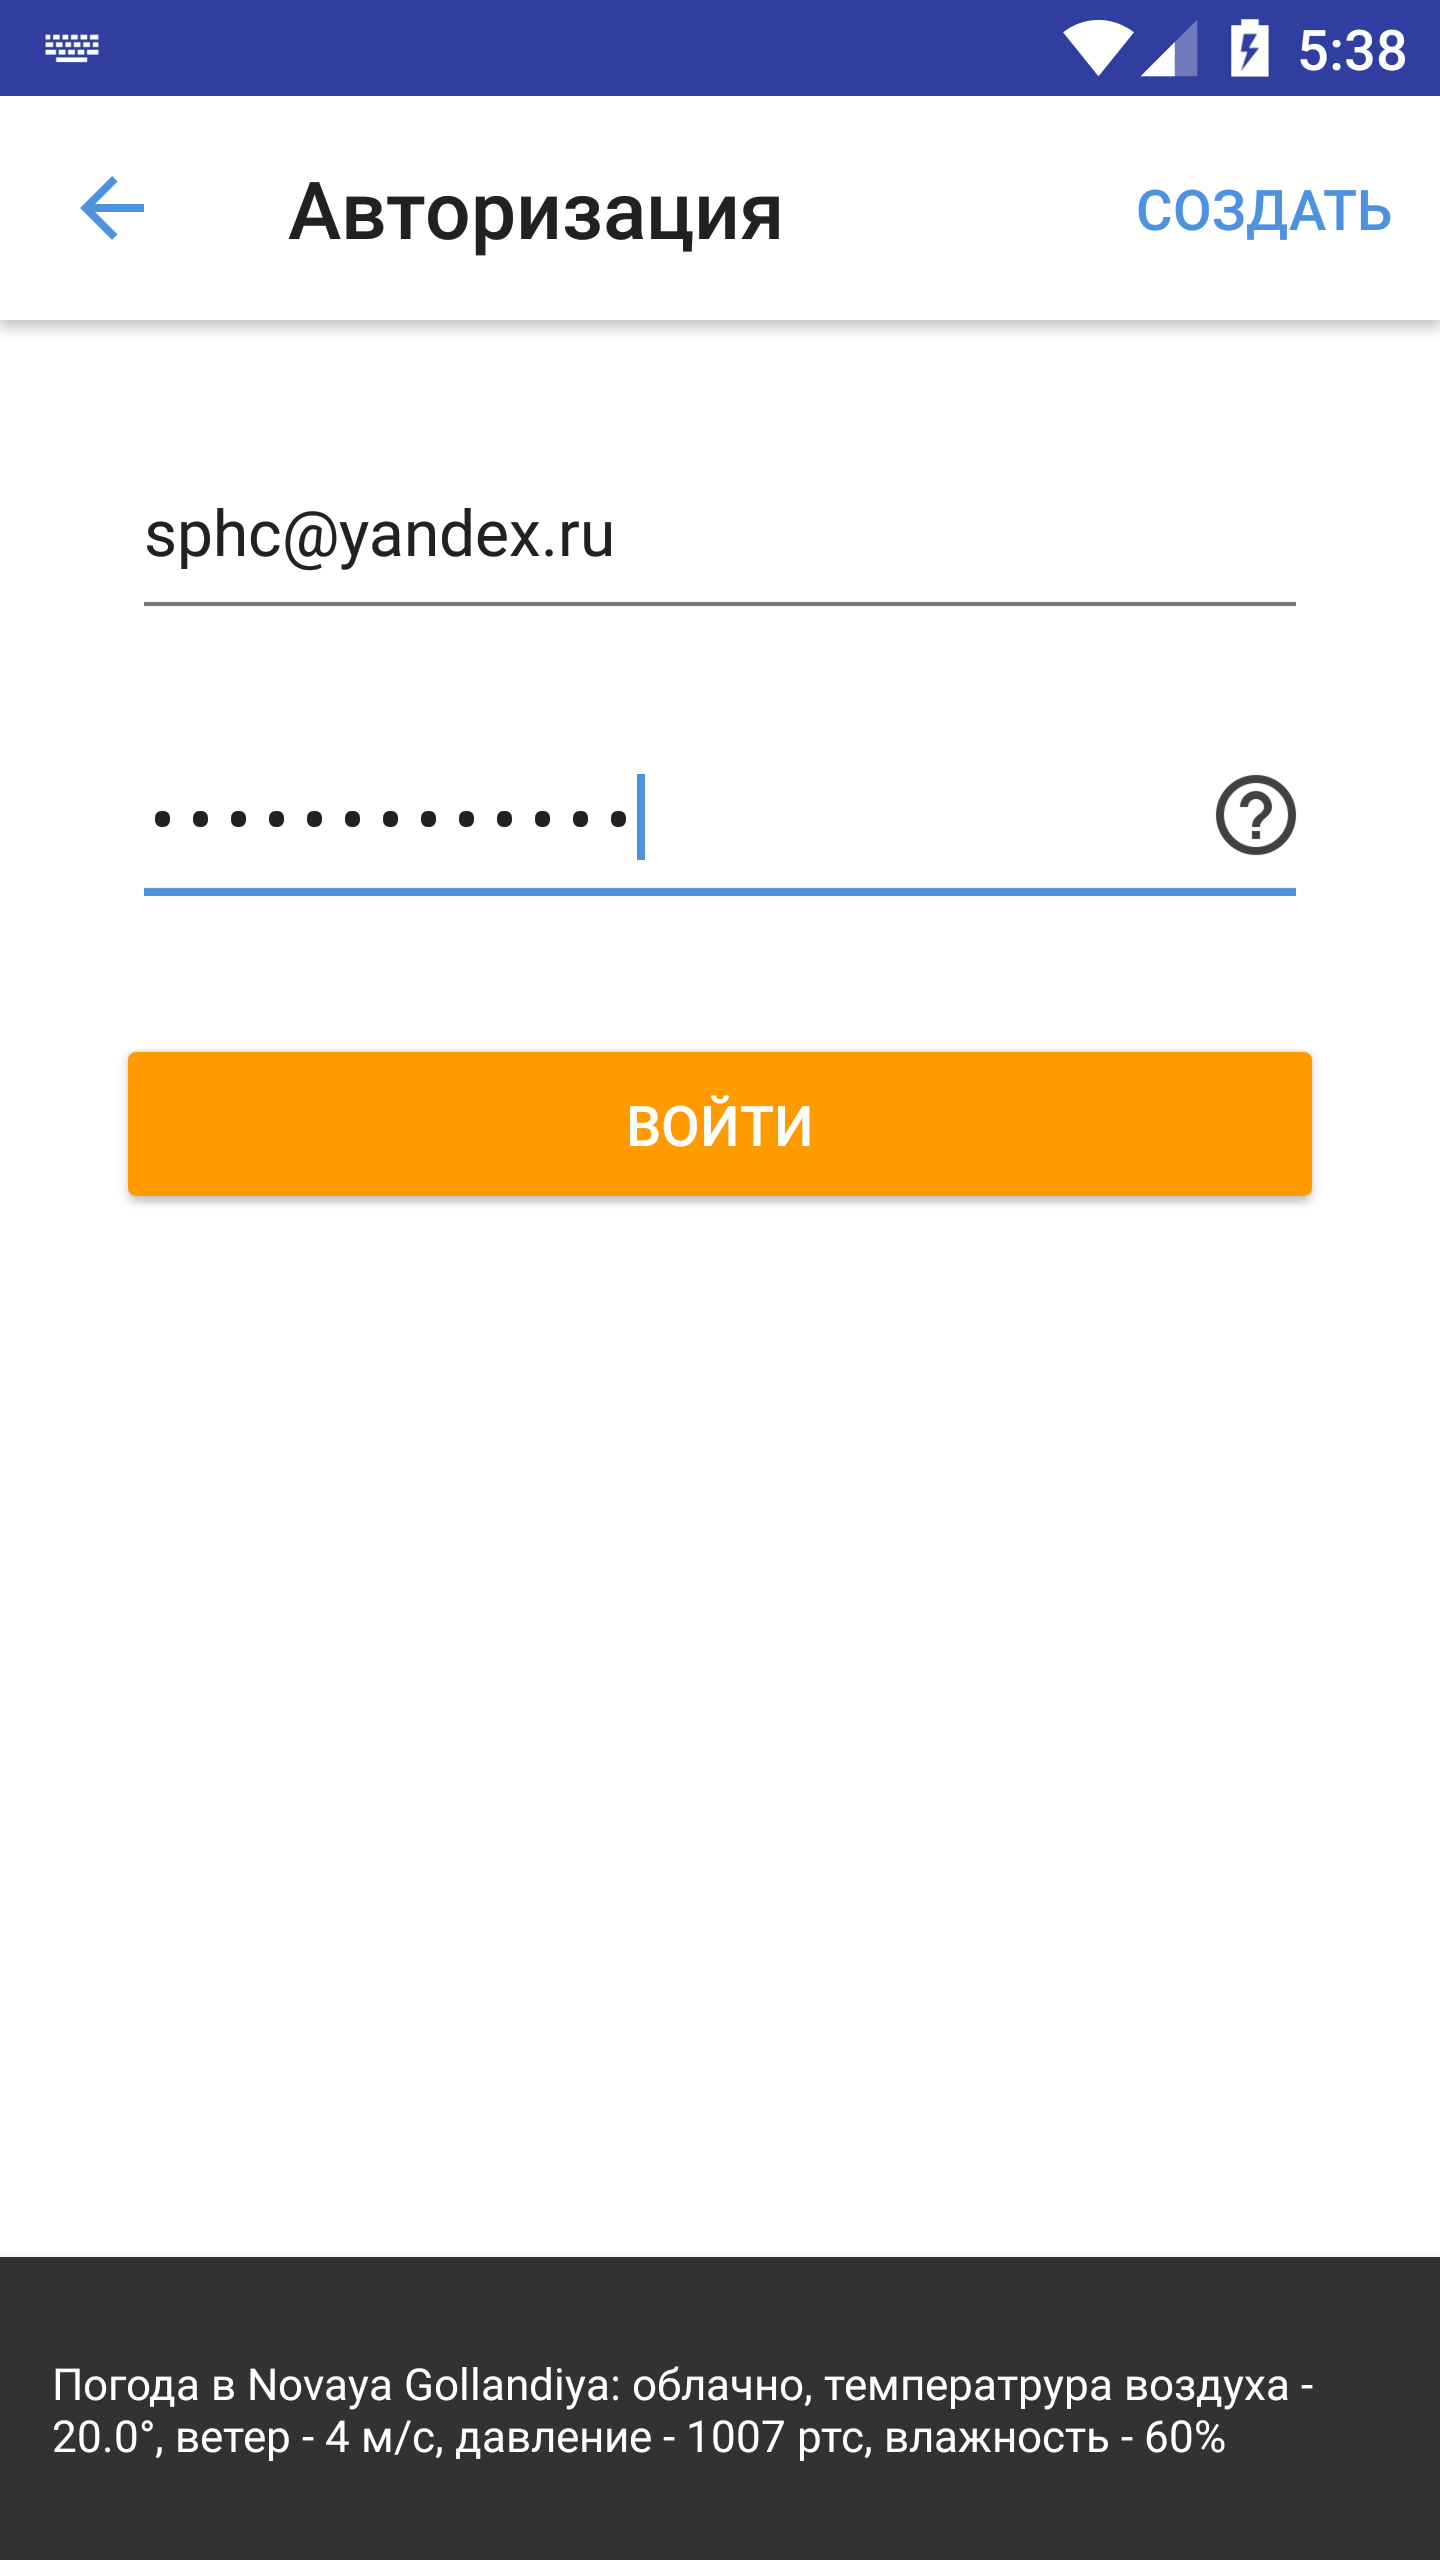 5:38
Авторизация
СОЗДАТЬ
sphc@yandex.ru
•••••••••••••
ВОЙТИ
Погода в Novaya Gollandiya: облачно, температрура воздуха -
20.0°, ветер - 4 м/с, давление - 1007 ртс, влажность - 60%